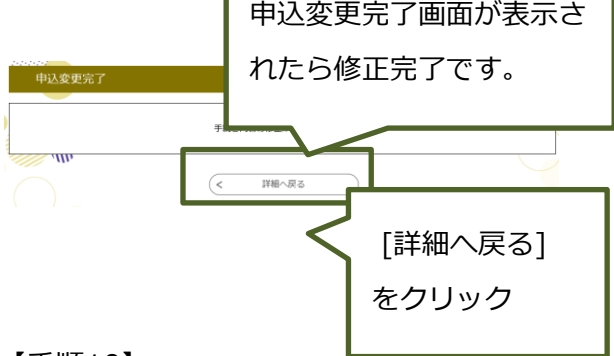 申込変更完了画面が表示さ
れたら修正完了です。
申込変更完了
詳細へ戻る
[詳細へ戻る]
をクリック